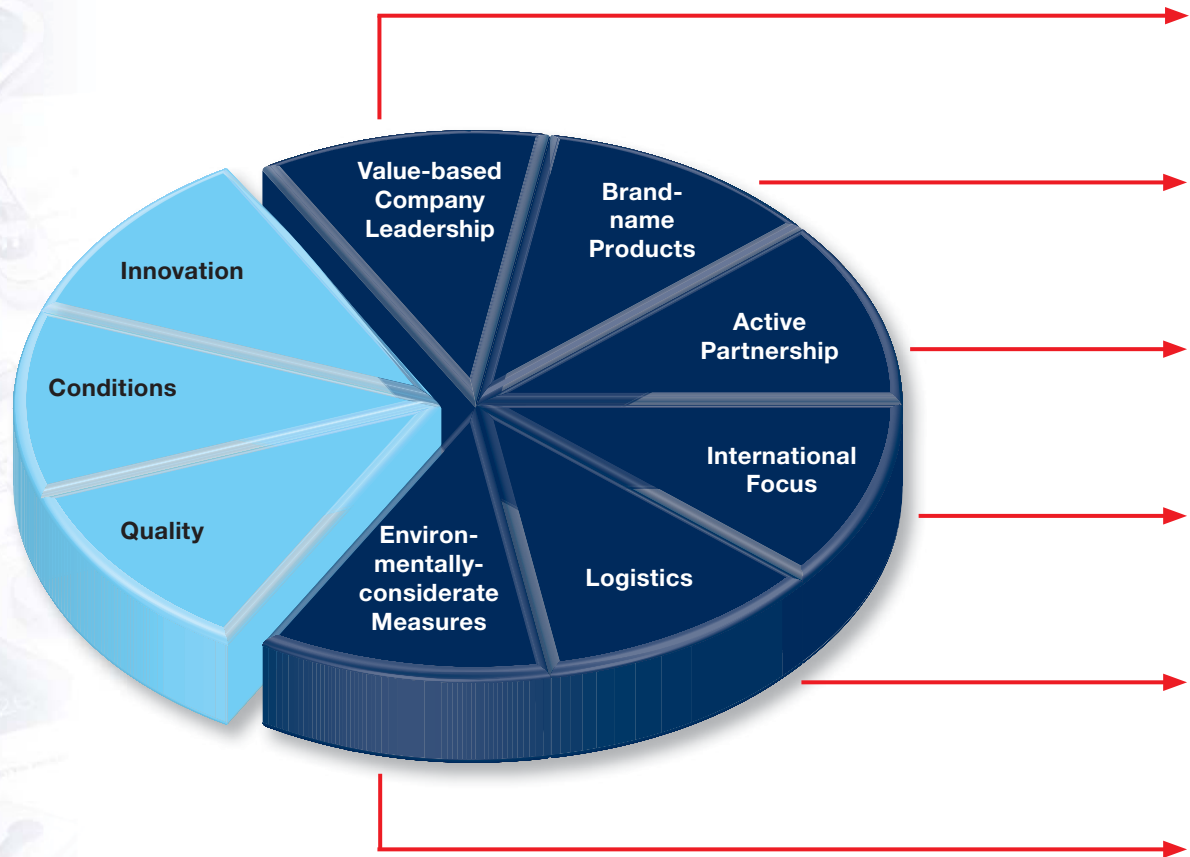 Value-based
Company
Leadership
Brand-
name
Products
Active
Partnership
International
Focus
Logistics
Environ-
mentally-
considerate
Measures
Quality
Conditions
Innovation